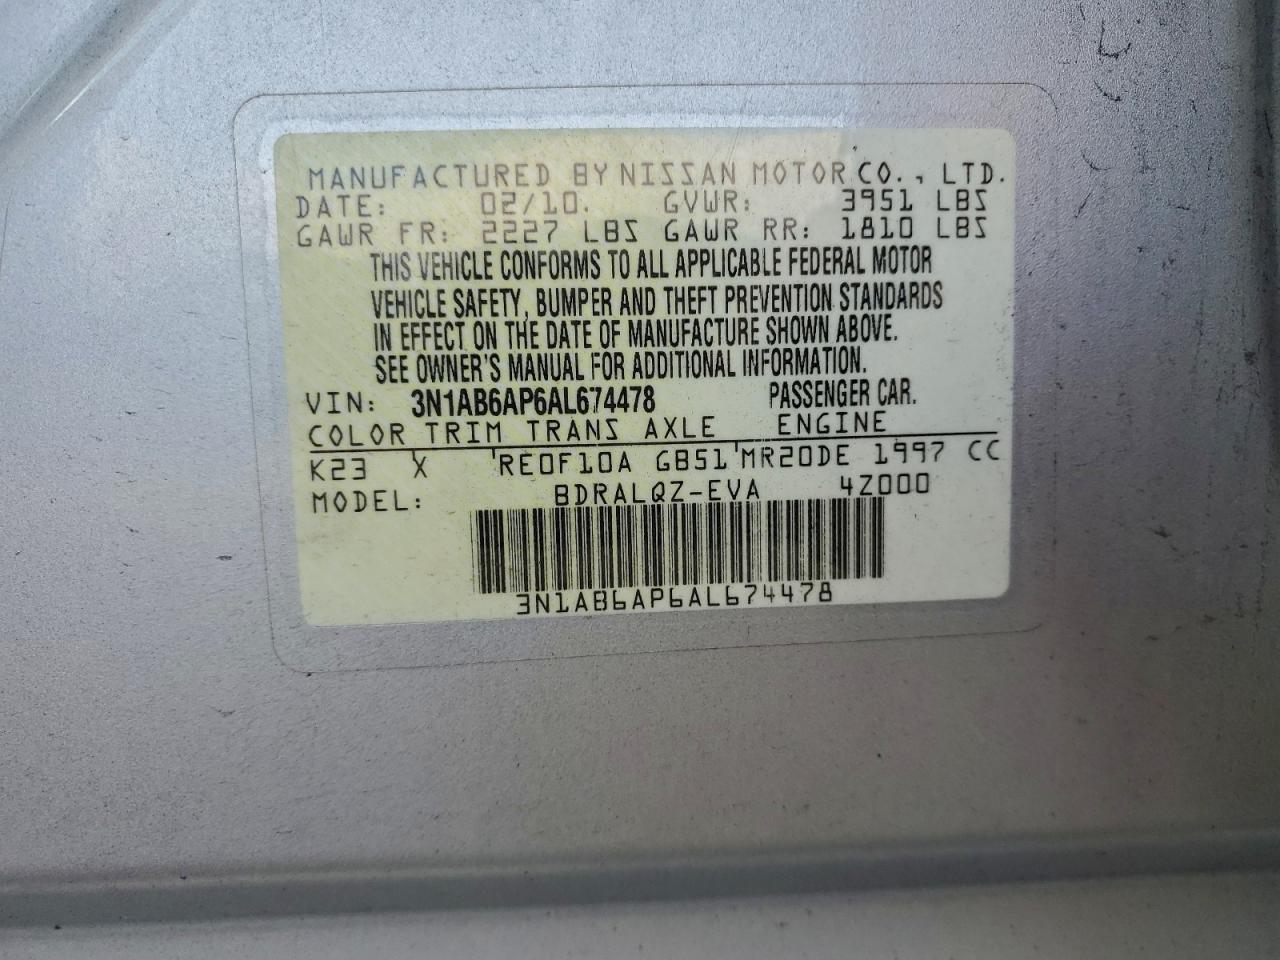 MANUFACTURED BY NISSAN MOTOR CO., LTD.
DATE: 02/10. GVWR: 3951 LBS
GAWR FR: 2227 LBS GAWR RR: 1810 LBS
THIS VEHICLE CONFORMS TO ALL APPLICABLE FEDERAL MOTOR
VEHICLE SAFETY, BUMPER AND THEFT PREVENTION STANDARDS
IN EFFECT ON THE DATE OF MANUFACTURE SHOWN ABOVE.
SEE OWNER'S MANUAL FOR ADDITIONAL INFORMATION.
VIN: 3N1AB6AP6AL674478 PASSENGER CAR.
COLOR TRIM TRANS AXLE ENGINE
K23 X RE0F10A GB51 MR20DE 1997 CC
MODEL: BDRALQZ-EVA 4Z000
3N1AB6AP6AL674478